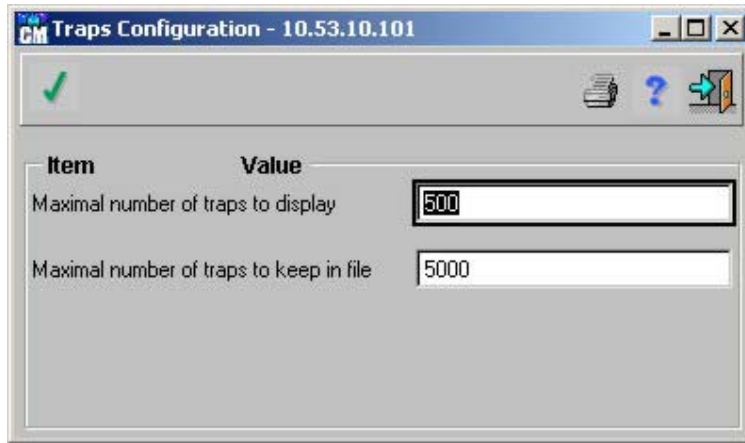 CM Traps Configuration - 10.53.10.101
?
Item Value
Maximal number of traps to display 500
Maximal number of traps to keep in file 5000